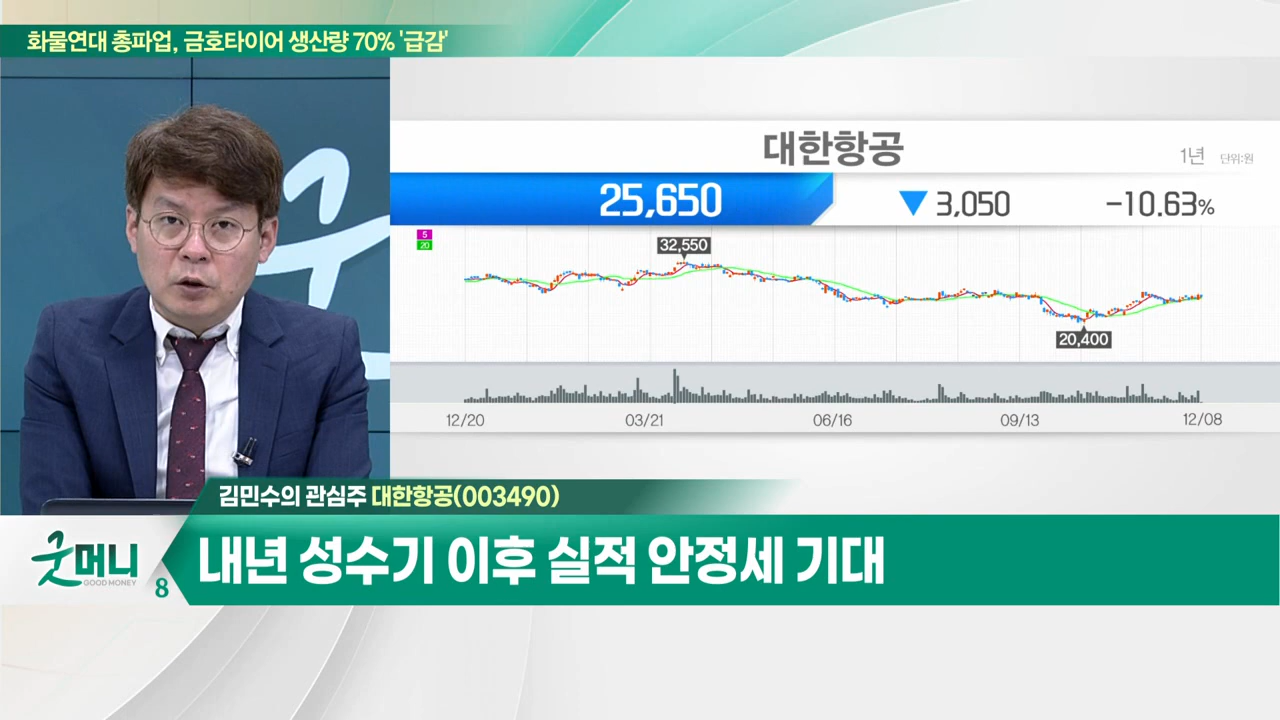 화물연대 총파업, 금호타이어 생산량 70% '급감'
대한항공
1년 단위:원
25,650 ▼3,050 -10.63%
5
20
32,550
20,400
12/20 03/21 06/16 09/13 12/08
김민수의 관심주 대한항공(003490)
굿머니
GOOD MONEY
8
내년 성수기 이후 실적 안정세 기대